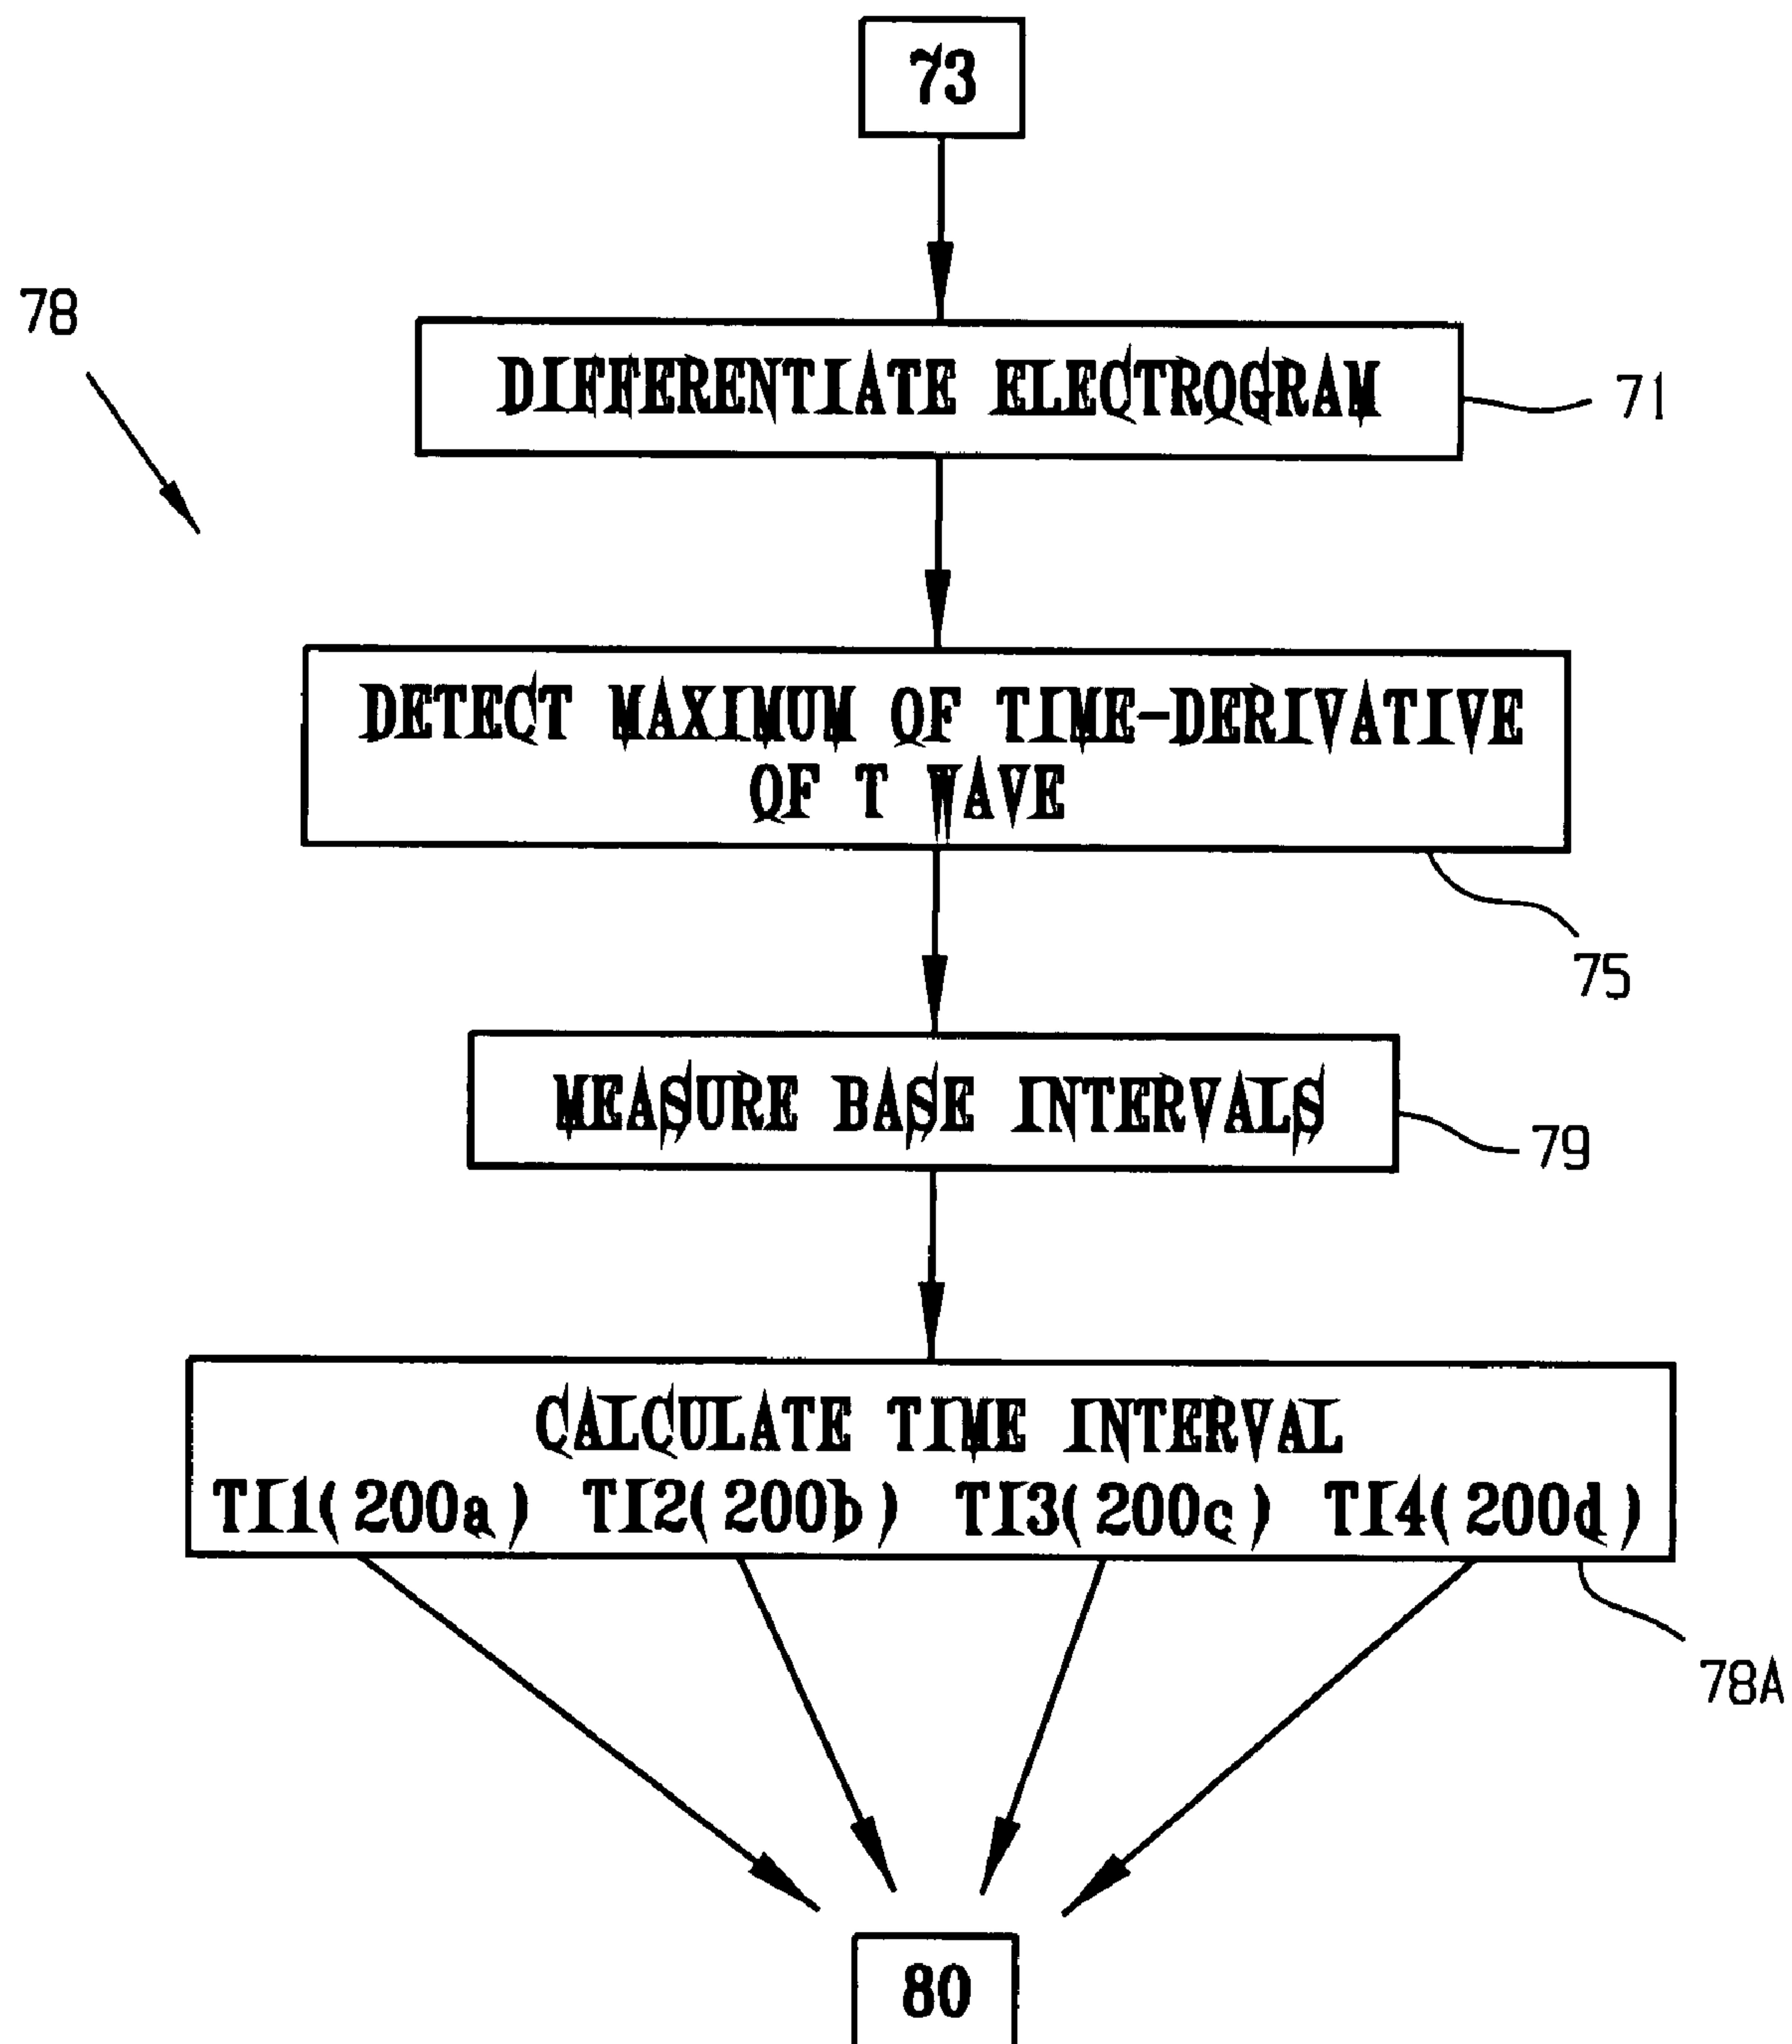 73
78
DIFFERENTIATE ELECTROGRAM
71
DETECT MAXIMUM OF TIME-DERIVATIVE
OF T WAVE
75
MEASURE BASE INTERVALS
79
CALCULATE TIME INTERVAL
TI1(200a) TI2(200b) TI3(200c) TI4(200d)
78A
80